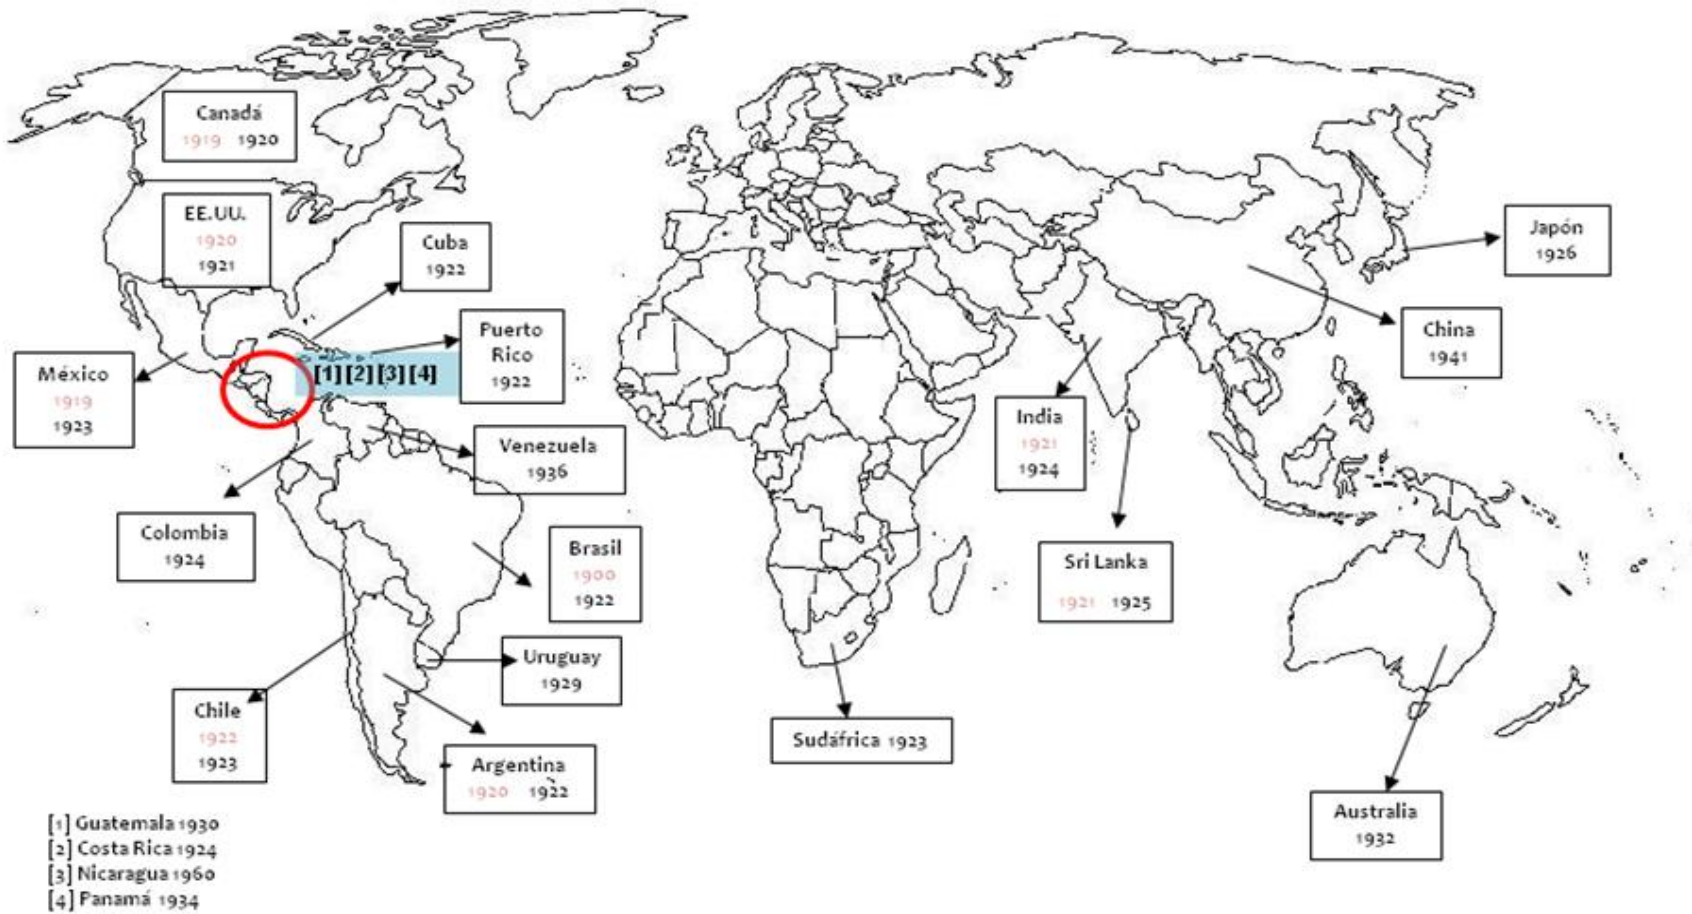 Canadá
1919 1920
EE.UU.
1920
1921
Cuba
1922
Puerto
Rico
1922
[1][2][3][4]
México
1919
1923
Venezuela
1936
Colombia
1924
Brasil
1900
1922
Uruguay
1929
Chile
1922
1923
Argentina
1920 1922
Sudáfrica 1923
India
1921
1924
Sri Lanka
1921 1925
Japón
1926
China
1941
Australia
1932
[1] Guatemala 1930
[2] Costa Rica 1924
[3] Nicaragua 1960
[4] Panamá 1934